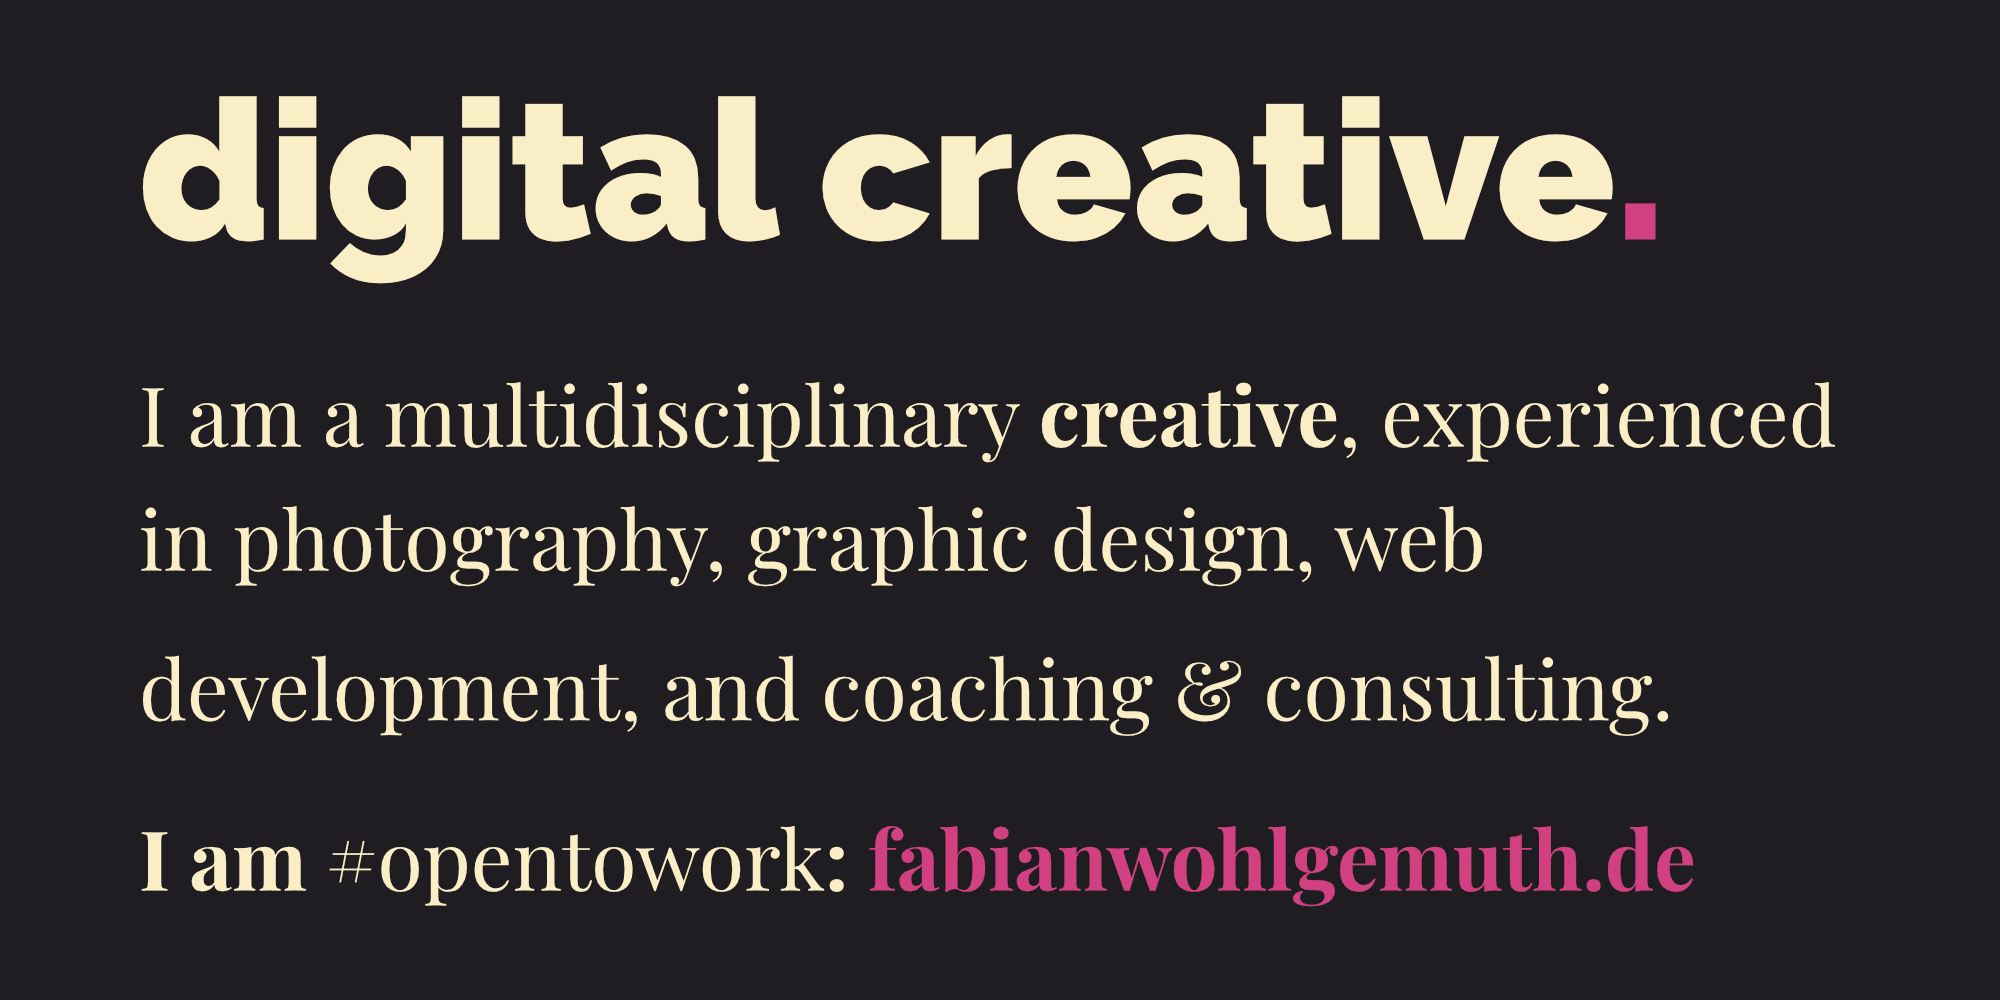 digital creative.
I am a multidisciplinary creative, experienced
in photography, graphic design, web
development, and coaching & consulting.
I am #opentowork: fabianwohlgemuth.de